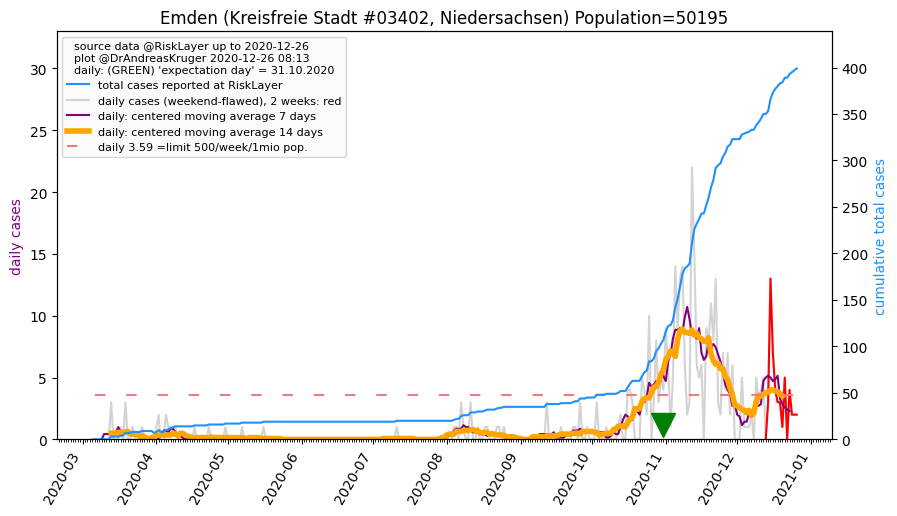 Emden (Kreisfreie Stadt #03402, Niedersachsen) Population=50195
source data @RiskLayer up to 2020-12-26
plot @DrAndreasKruger 2020-12-26 08:13
daily: (GREEN) 'expectation day' = 31.10.2020
total cases reported at RiskLayer
daily cases (weekend-flawed), 2 weeks: red
daily: centered moving average 7 days
daily: centered moving average 14 days
daily 3.59 =limit 500/week/1mio pop.
daily cases
30
25
20
15
10
5
0
cumulative total cases
400
350
300
250
200
150
100
50
0
2020-03
2020-04
2020-05
2020-06
2020-07
2020-08
2020-09
2020-10
2020-11
2020-12
2021-01